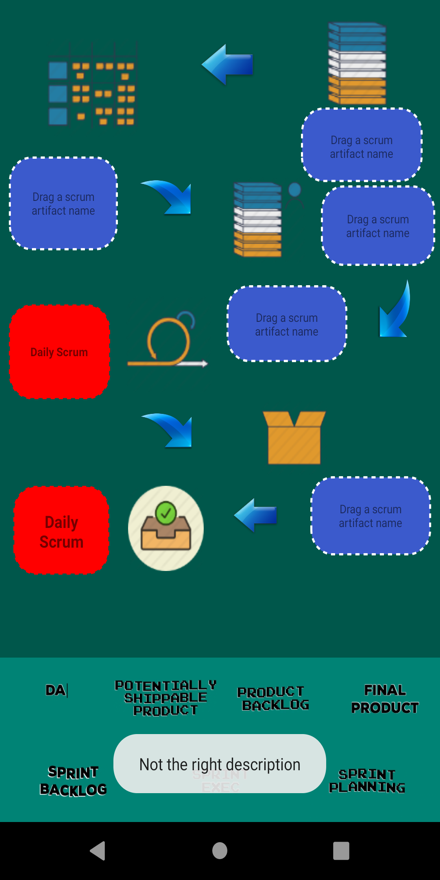 Drag a scrum
artifact name
Drag a scrum
artifact name
Drag a scrum
artifact name
Drag a scrum
artifact name
Daily Scrum
Drag a scrum
artifact name
Daily
Scrum
DA
POTENTIALLY
SHIPPABLE
PRODUCT
PRODUCT
BACKLOG
FINAL
PRODUCT
SPRINT
BACKLOG
Not the right description
SPRINT
EXEC
SPRINT
PLANNING